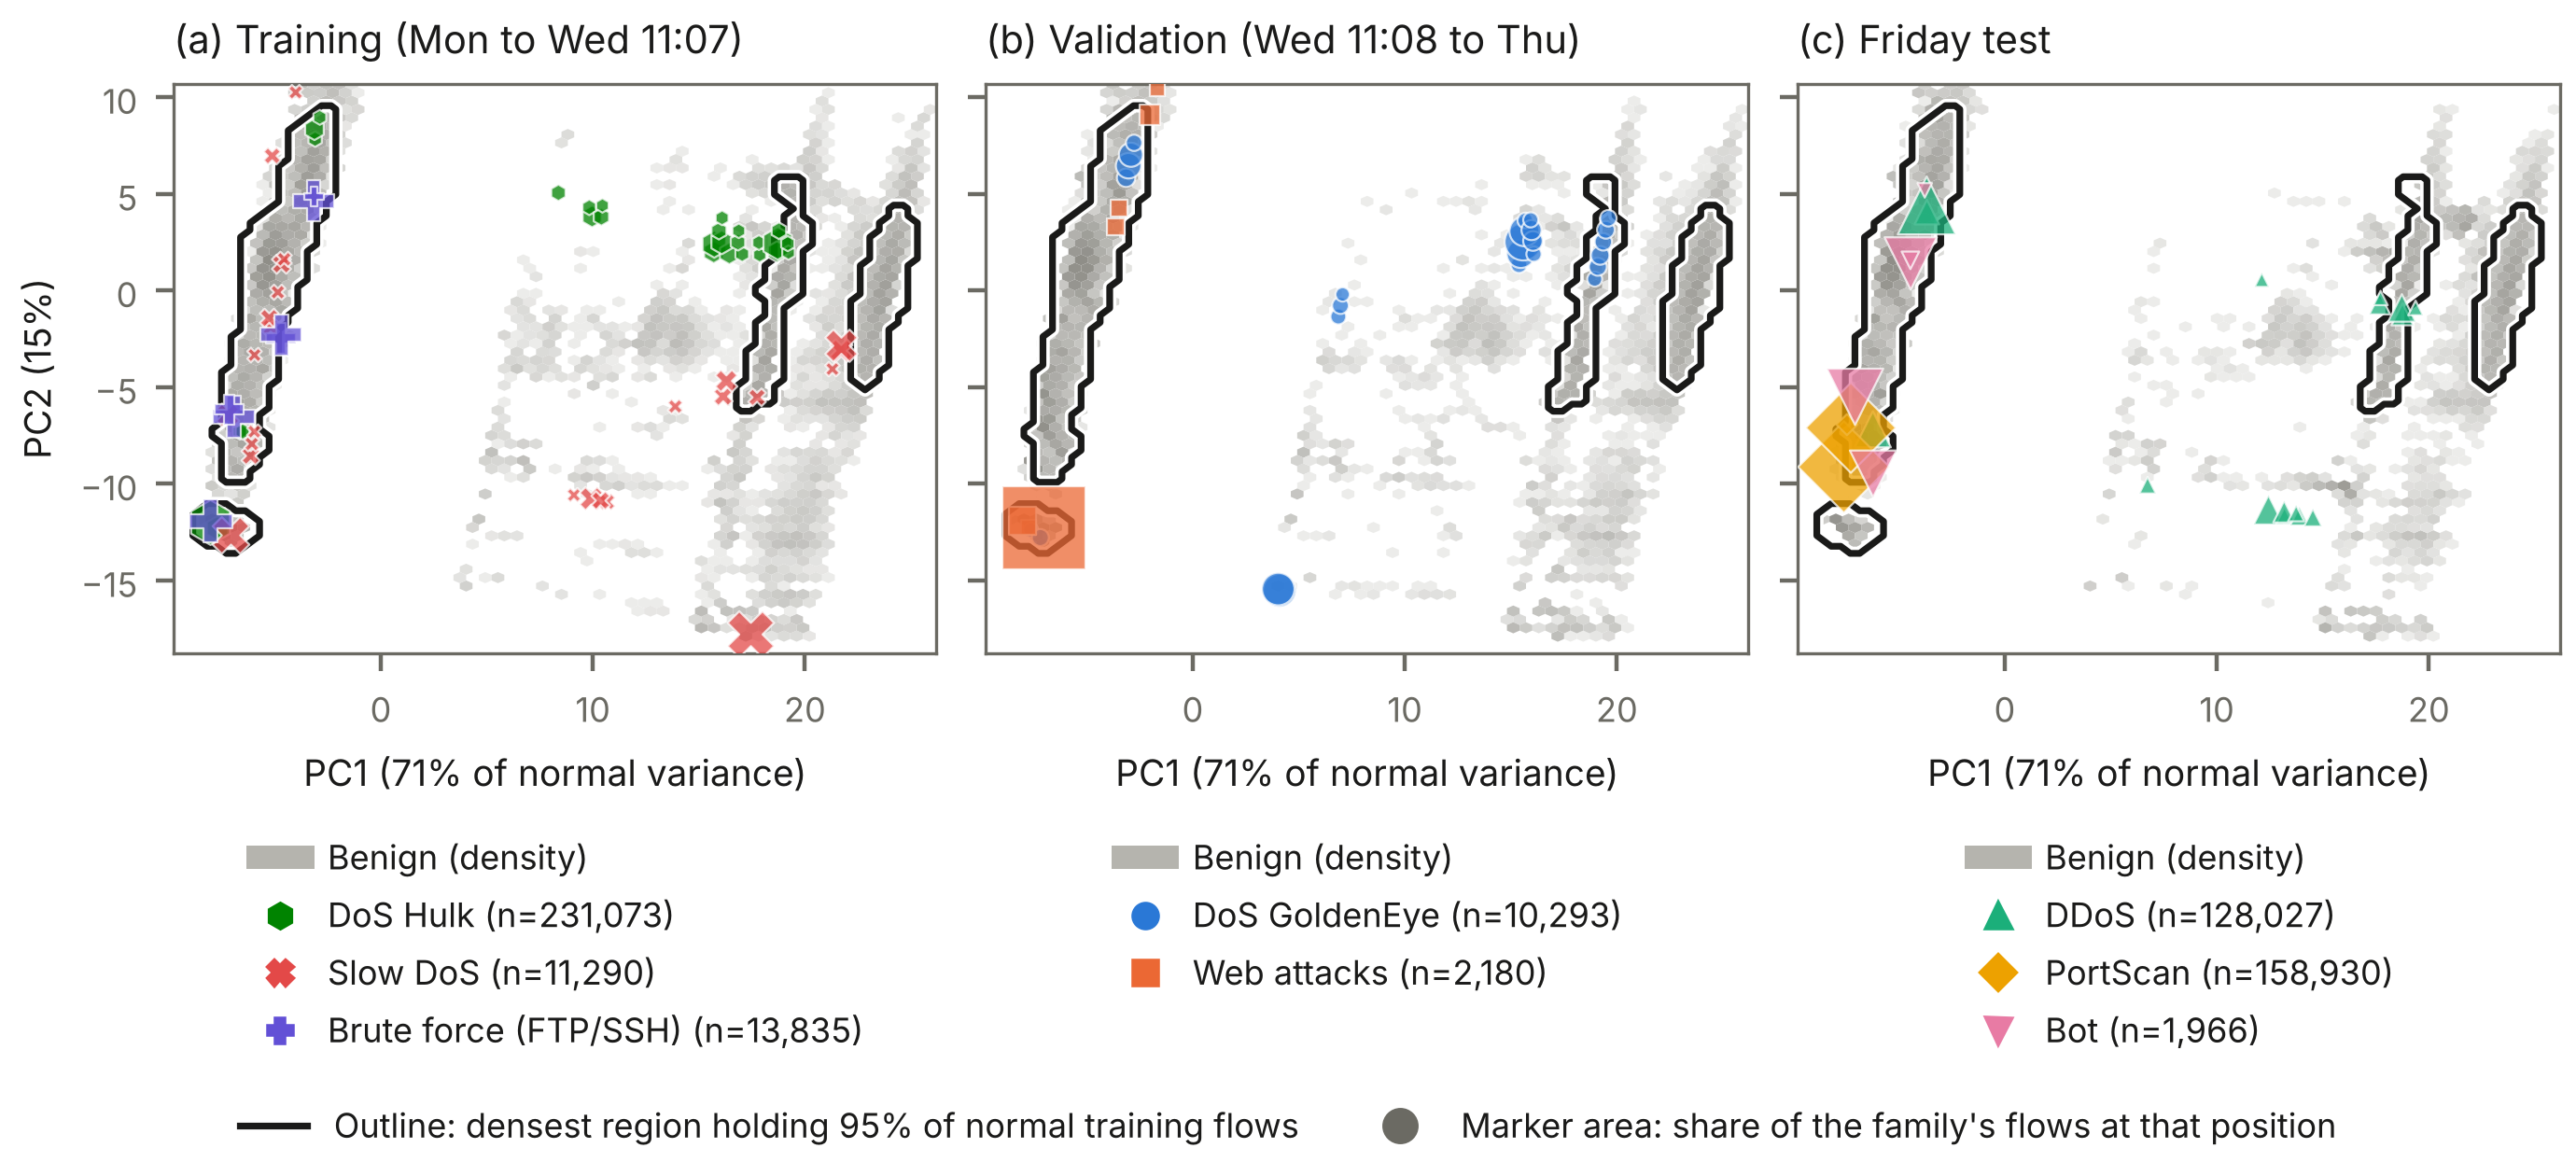 (a) Training (Mon to Wed 11:07)
(b) Validation (Wed 11:08 to Thu)
(c) Friday test
PC2 (15%)
10
5
0
−5
−10
−15
0 10 20
0 10 20
0 10 20
PC1 (71% of normal variance)
PC1 (71% of normal variance)
PC1 (71% of normal variance)
Benign (density)
DoS Hulk (n=231,073)
Slow DoS (n=11,290)
Brute force (FTP/SSH) (n=13,835)
Benign (density)
DoS GoldenEye (n=10,293)
Web attacks (n=2,180)
Benign (density)
DDoS (n=128,027)
PortScan (n=158,930)
Bot (n=1,966)
Outline: densest region holding 95% of normal training flows
Marker area: share of the family's flows at that position